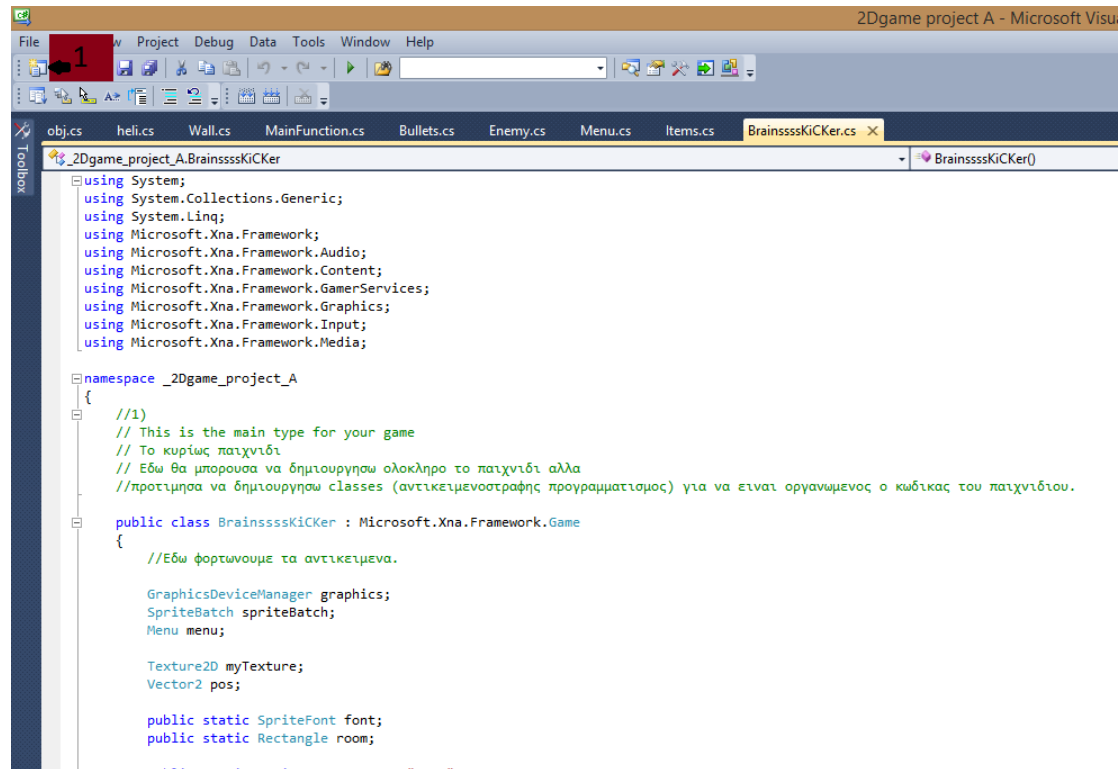 2Dgame project A - Microsoft Visua
File w Project Debug Data Tools Window Help
1
Toolbox
obj.cs heli.cs Wall.cs MainFunction.cs Bullets.cs Enemy.cs Menu.cs Items.cs BrainssssKiCKer.cs
_2Dgame_project_A.BrainssssKiCKer BrainssssKiCKer()
using System;
using System.Collections.Generic;
using System.Linq;
using Microsoft.Xna.Framework;
using Microsoft.Xna.Framework.Audio;
using Microsoft.Xna.Framework.Content;
using Microsoft.Xna.Framework.GamerServices;
using Microsoft.Xna.Framework.Graphics;
using Microsoft.Xna.Framework.Input;
using Microsoft.Xna.Framework.Media;
namespace _2Dgame_project_A
{
//1)
// This is the main type for your game
// Το κυρίως παιχνιδι
// Εδω θα μπορουσα να δημιουργησω ολοκληρο το παιχνιδι αλλα
//προτιμησα να δημιουργησω classes (αντικειμενοστραφης προγραμματισμος) για να ειναι οργανωμενος ο κωδικας του παιχνιδιου.
public class BrainssssKiCKer : Microsoft.Xna.Framework.Game
{
//Εδω φορτωνουμε τα αντικειμενα.
GraphicsDeviceManager graphics;
SpriteBatch spriteBatch;
Menu menu;
Texture2D myTexture;
Vector2 pos;
public static SpriteFont font;
public static Rectangle room;